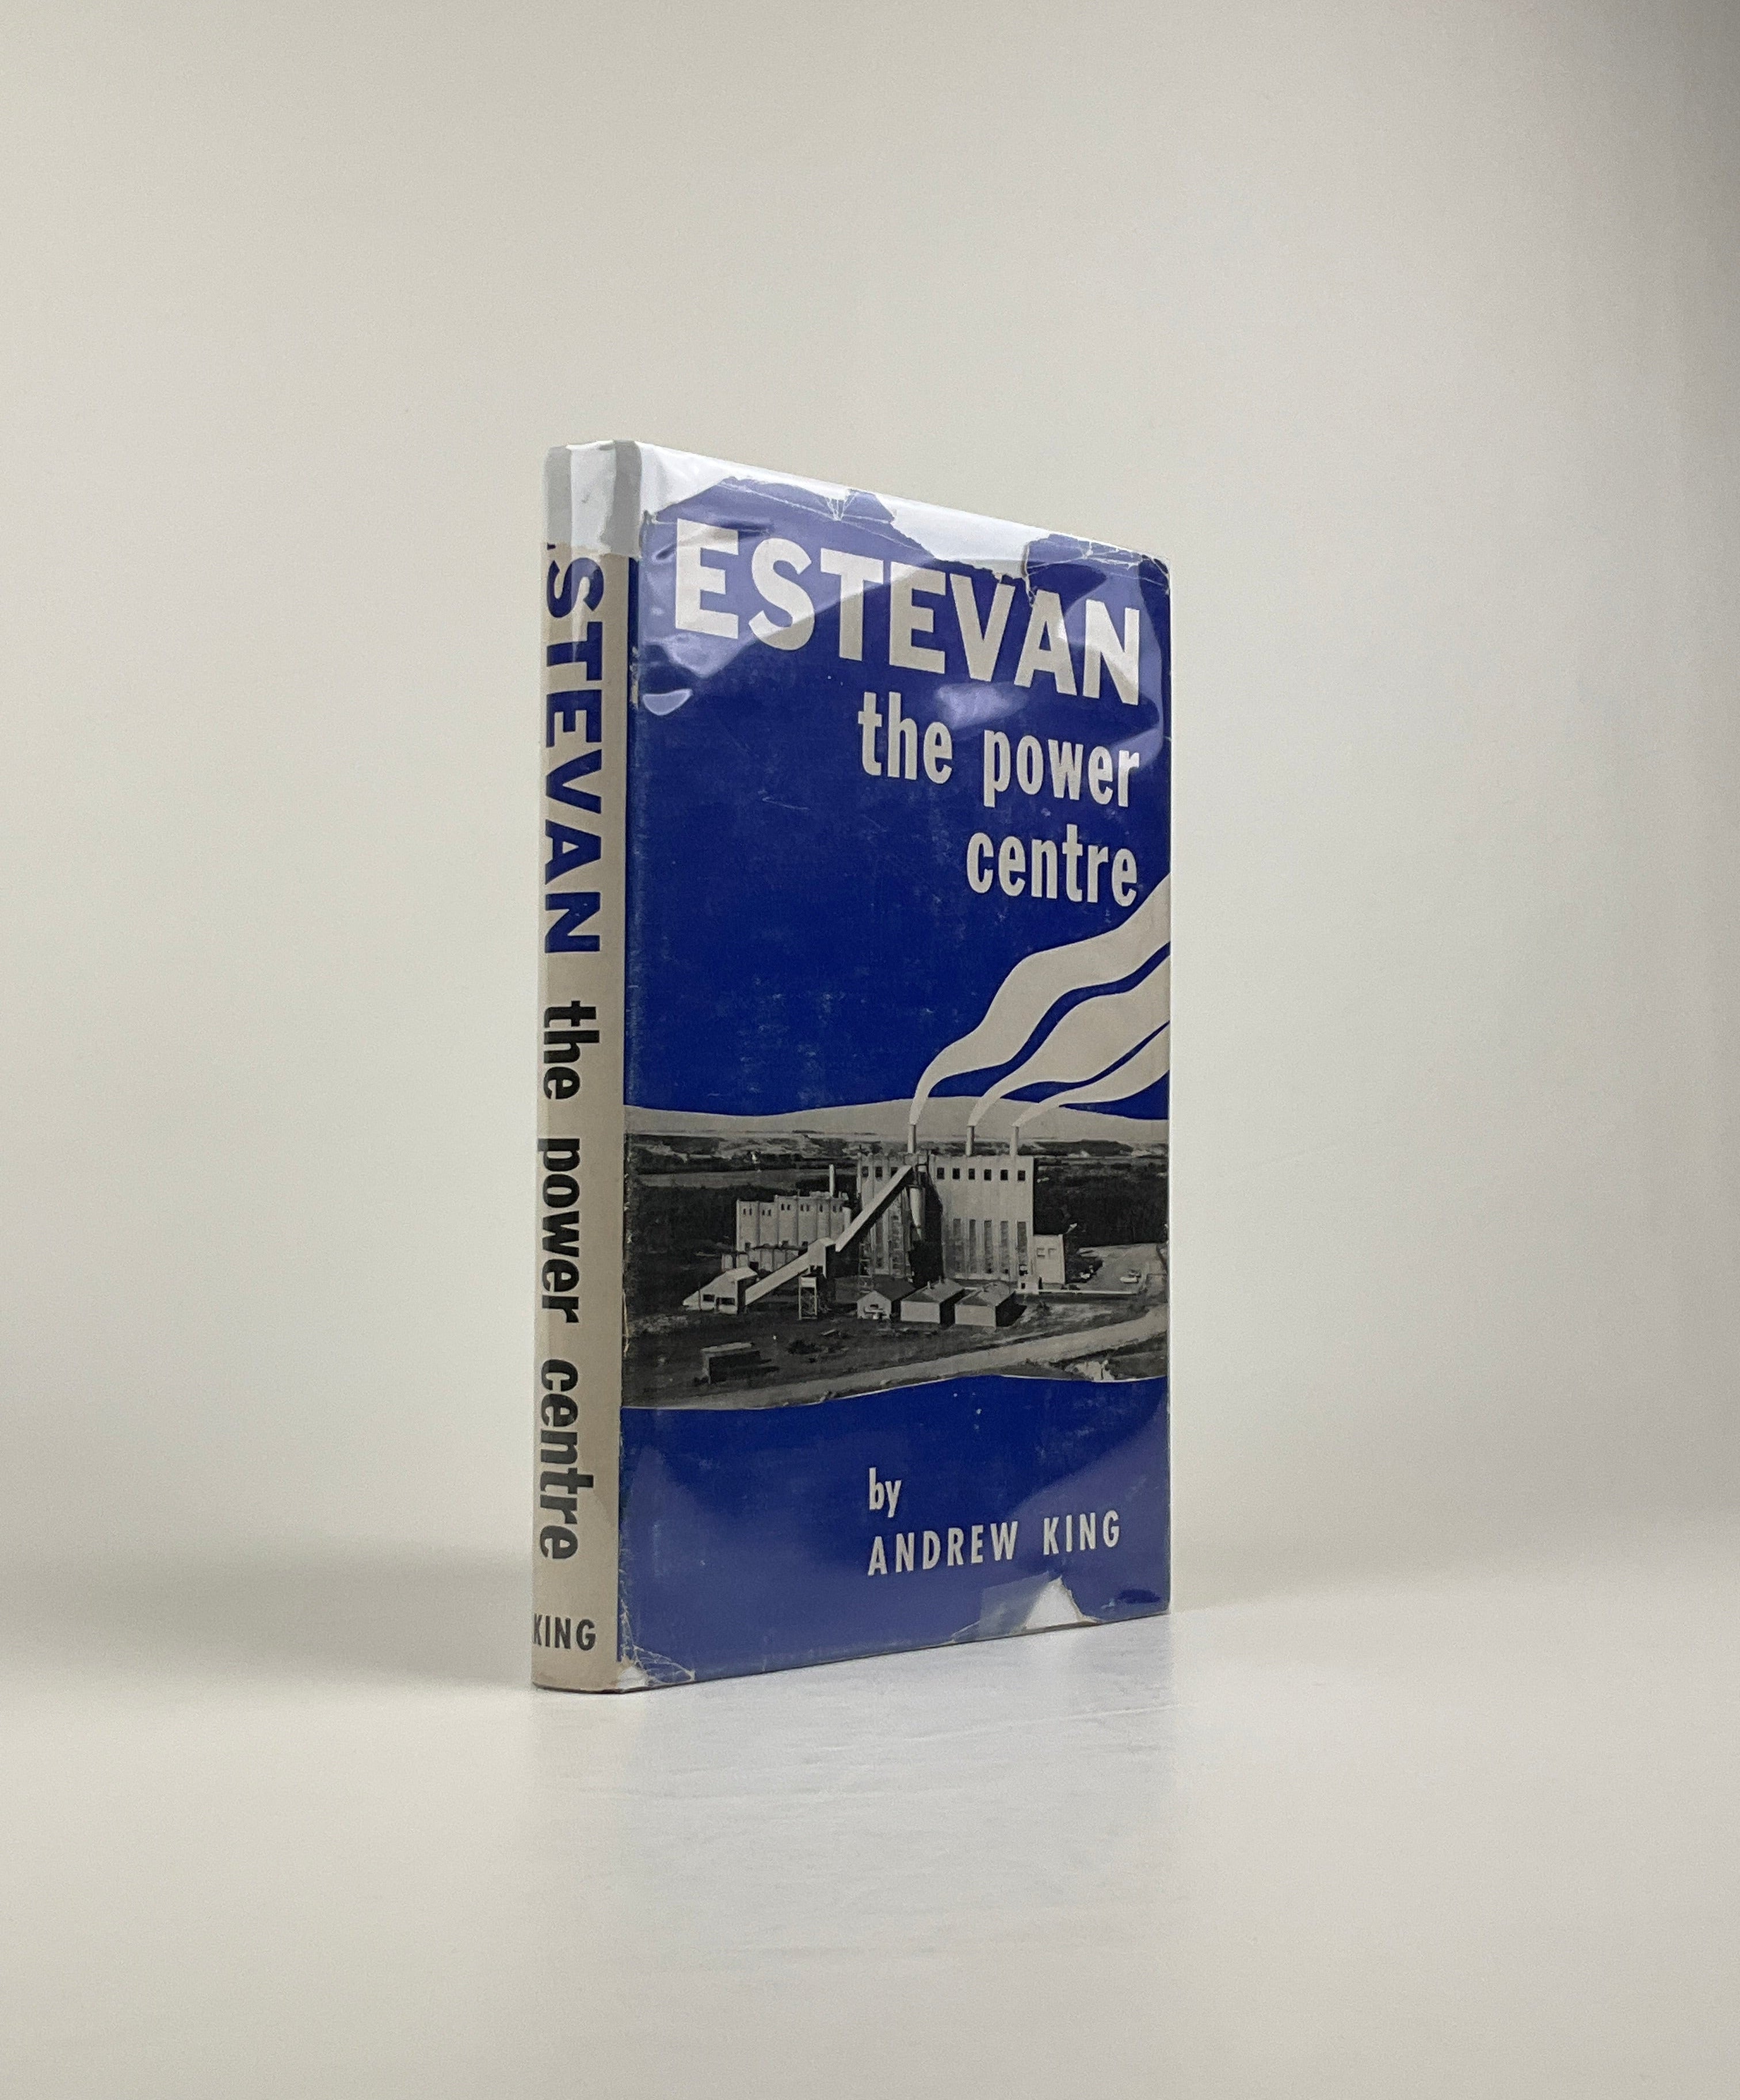 ESTEVAN
the power
centre
by
ANDREW KING
STEVAN the power centre
KING